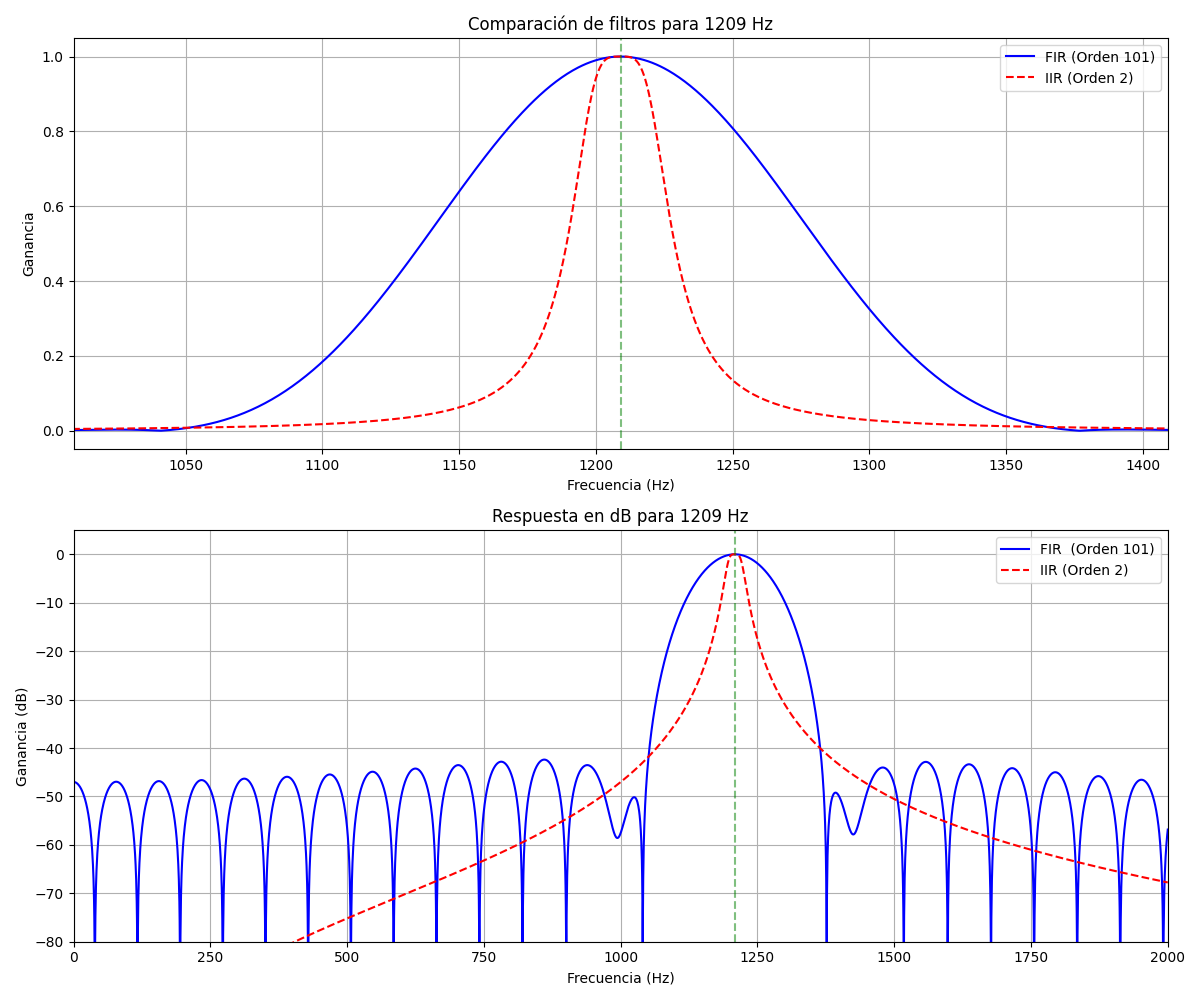 Comparación de filtros para 1209 Hz
FIR (Orden 101)
IIR (Orden 2)
Ganancia
1.0
0.8
0.6
0.4
0.2
0.0
1050 1100 1150 1200 1250 1300 1350 1400
Frecuencia (Hz)
Respuesta en dB para 1209 Hz
FIR (Orden 101)
IIR (Orden 2)
Ganancia (dB)
0
−10
−20
−30
−40
−50
−60
−70
−80
0 250 500 750 1000 1250 1500 1750 2000
Frecuencia (Hz)